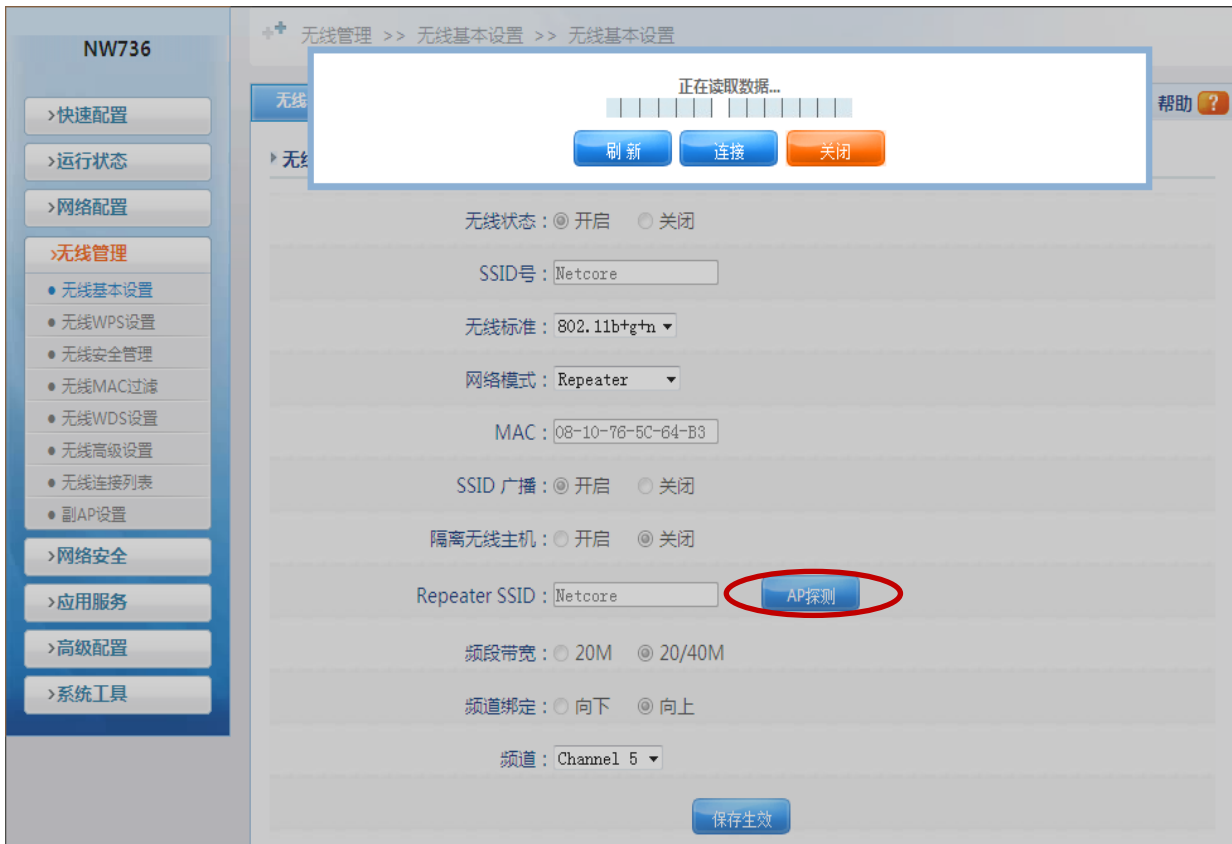 NW736
无线管理 >> 无线基本设置 >> 无线基本设置
正在读取数据...
刷 新 连接 关闭
无线
帮助 ?
无线
>快速配置
>运行状态
>网络配置
>无线管理
● 无线基本设置
● 无线WPS设置
● 无线安全管理
● 无线MAC过滤
● 无线WDS设置
● 无线高级设置
● 无线连接列表
● 副AP设置
>网络安全
>应用服务
>高级配置
>系统工具
无线状态：开启 关闭
SSID号：Netcore
无线标准：802.11b+g+n
网络模式：Repeater
MAC：08-10-76-5C-64-B3
SSID 广播：开启 关闭
隔离无线主机：开启 关闭
Repeater SSID：Netcore AP探测
频段带宽：20M 20/40M
频道绑定：向下 向上
频道：Channel 5
保存生效